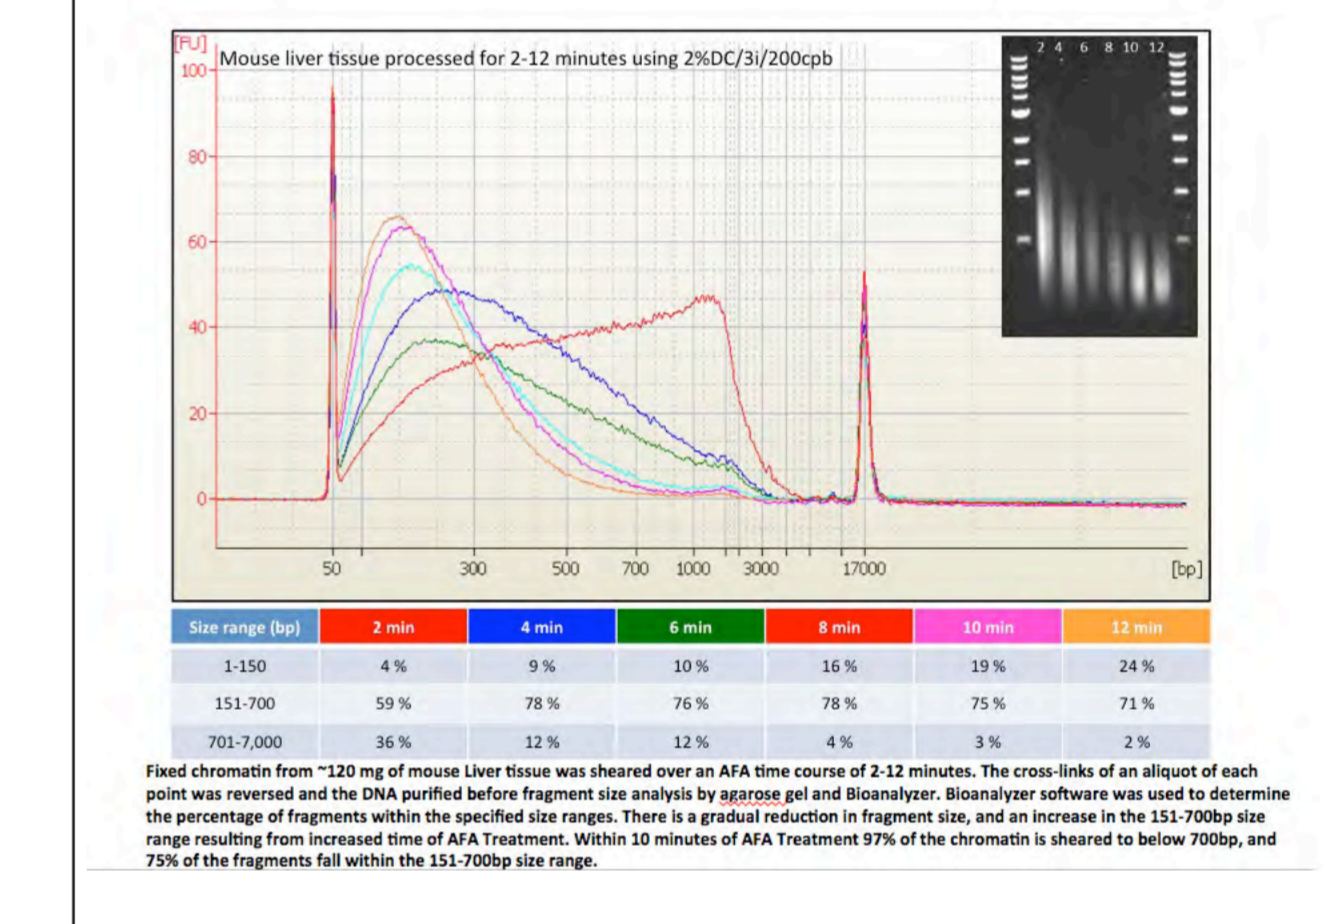 [FU]
Mouse liver tissue processed for 2-12 minutes using 2%DC/3i/200cpb
2 4 6 8 10 12
100
80
60
40
20
0
50 300 500 700 1000 3000 17000 [bp]
Size range (bp) 2 min 4 min 6 min 8 min 10 min 12 min
1-150 4 % 9 % 10 % 16 % 19 % 24 %
151-700 59 % 78 % 76 % 78 % 75 % 71 %
701-7,000 36 % 12 % 12 % 4 % 3 % 2 %
Fixed chromatin from ~120 mg of mouse Liver tissue was sheared over an AFA time course of 2-12 minutes. The cross-links of an aliquot of each
point was reversed and the DNA purified before fragment size analysis by agarose gel and Bioanalyzer. Bioanalyzer software was used to determine
the percentage of fragments within the specified size ranges. There is a gradual reduction in fragment size, and an increase in the 151-700bp size
range resulting from increased time of AFA Treatment. Within 10 minutes of AFA Treatment 97% of the chromatin is sheared to below 700bp, and
75% of the fragments fall within the 151-700bp size range.